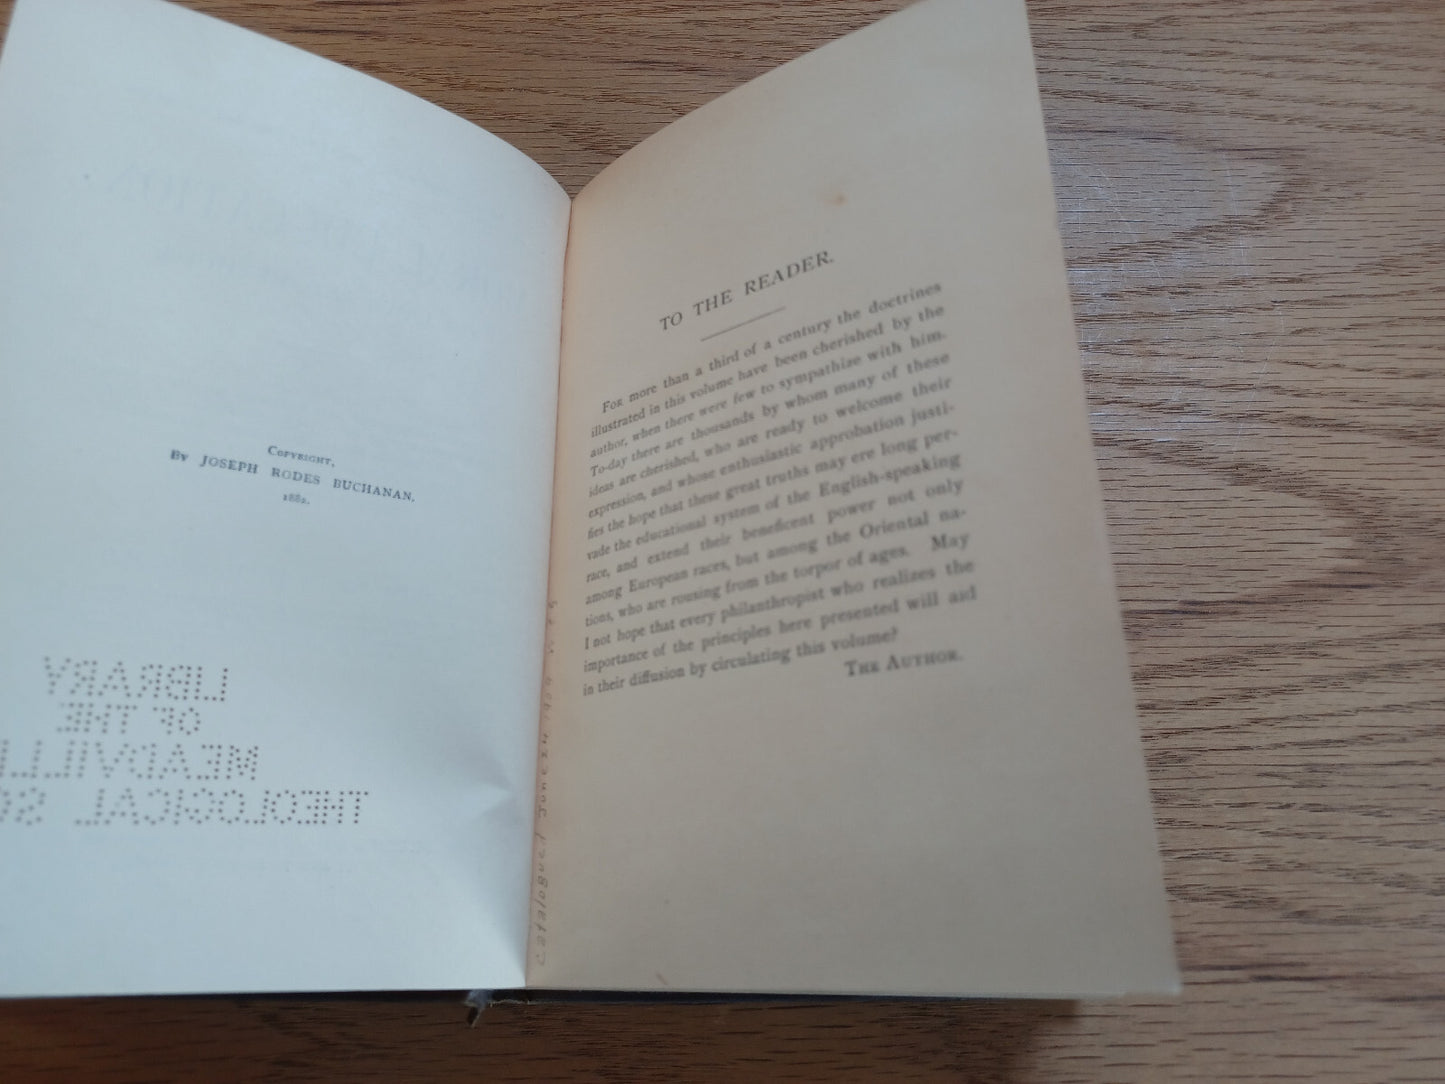 Copyright,
By JOSEPH RODES BUCHANAN,
1882.
LIBRARY
OF THE
MEADVILL
THEOLOGICAL SC
TO THE READER.
For more than a third of a century the doctrines
illustrated in this volume have been cherished by the
author, when there were few to sympathize with him.
To-day there are thousands by whom many of these
ideas are cherished, who are ready to welcome their
expression, and whose enthusiastic approbation justi-
fies the hope that these great truths may ere long per-
vade the educational system of the English-speaking
race, and extend their beneficent power not only
among European races, but among the Oriental na-
tions, who are rousing from the torpor of ages. May
I not hope that every philanthropist who realizes the
importance of the principles here presented will aid
in their diffusion by circulating this volume?
The Author.
Catalogued June 24, 1909.